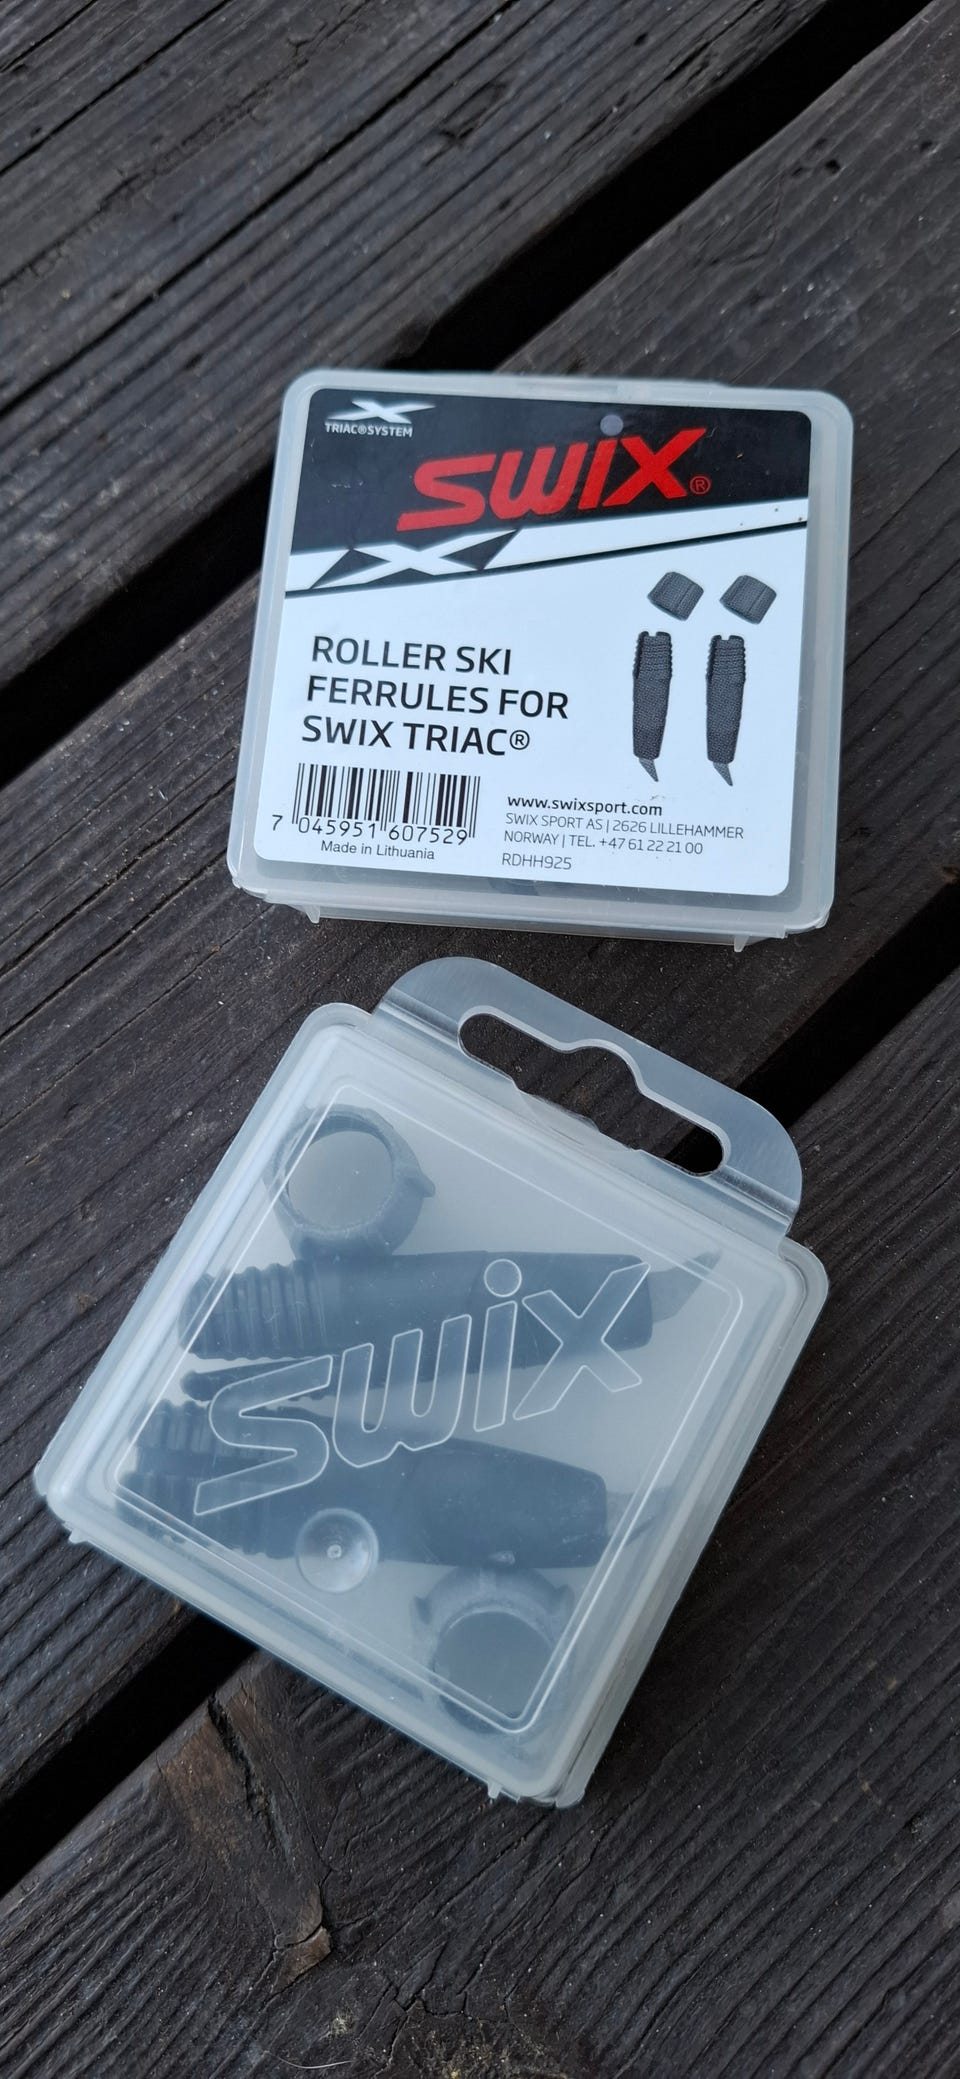 TRIAC®SYSTEM
SWIX®
ROLLER SKI
FERRULES FOR
SWIX TRIAC®
7 045951 607529
Made in Lithuania
www.swixsport.com
SWIX SPORT AS | 2626 LILLEHAMMER
NORWAY | TEL. +47 61 22 21 00
RDHH925
Swix